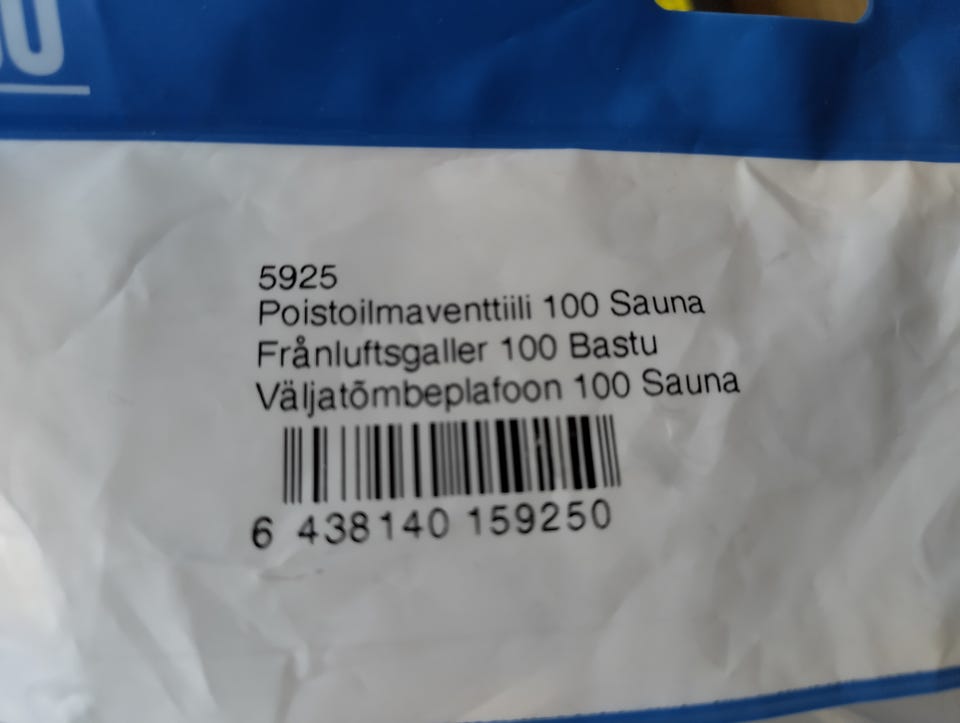 5925
Poistoilmaventtiili 100 Sauna
Frånluftsgaller 100 Bastu
Väljatõmbeplafoon 100 Sauna
6 438140 159250